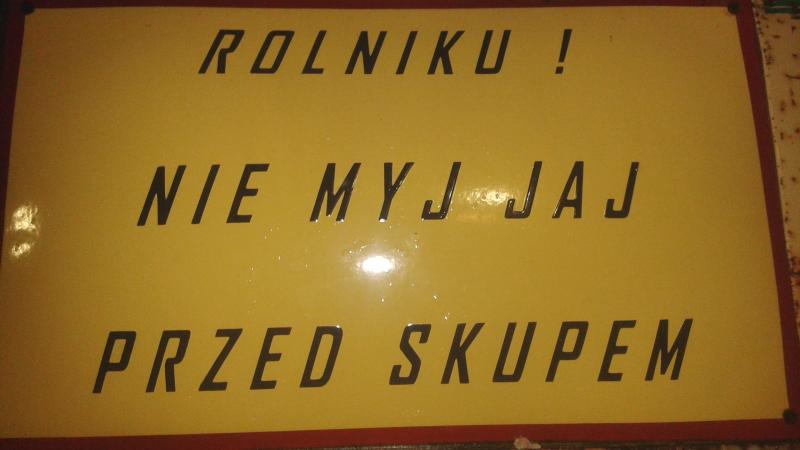 ROLNIKU !
NIE MYJ JAJ
PRZED SKUPEM